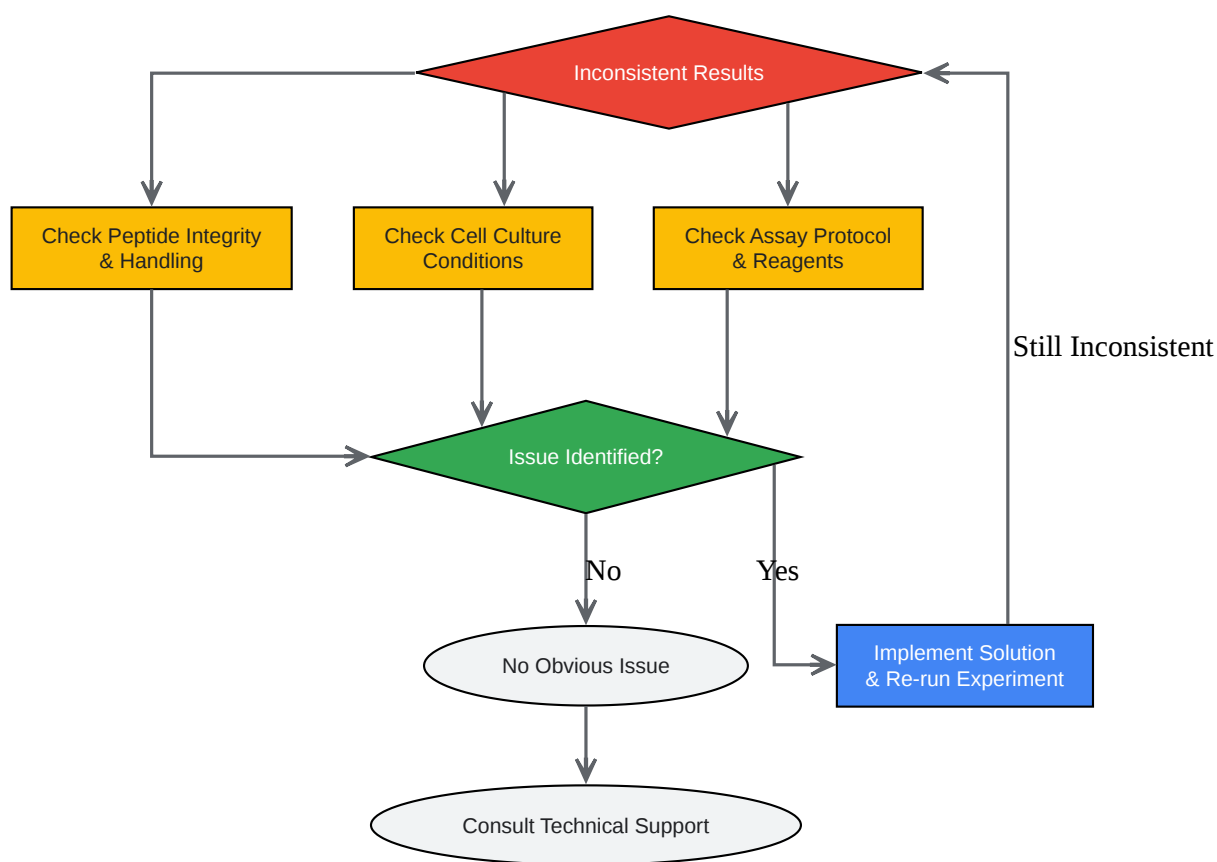 Inconsistent Results
Check Peptide Integrity
& Handling
Check Cell Culture
Conditions
Check Assay Protocol
& Reagents
Still Inconsistent
Issue Identified?
No
Yes
No Obvious Issue
Implement Solution
& Re-run Experiment
Consult Technical Support